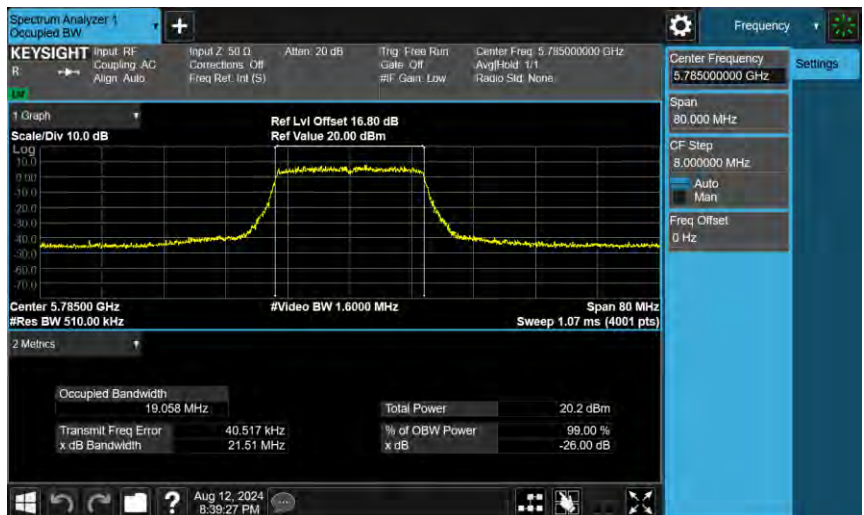 Spectrum Analyzer 1
Occupied BW
Frequency
KEYSIGHT Input: RF Input Z: 50 Ω Atten: 20 dB Trig: Free Run Center Freq: 5.785000000 GHz
R Coupling: AC Corrections: Off Gate: Off Avg|Hold: 1/1
Align: Auto Freq Ref: Int (S) #IF Gain: Low Radio Std: None
Center Frequency
5.785000000 GHz
Settings
Span
80.000 MHz
CF Step
8.000000 MHz
Auto
Man
Freq Offset
0 Hz
1 Graph
Ref Lvl Offset 16.80 dB
Scale/Div 10.0 dB Ref Value 20.00 dBm
Log
10.0
0.00
-10.0
-20.0
-30.0
-40.0
-50.0
-60.0
-70.0
Center 5.78500 GHz #Video BW 1.6000 MHz Span 80 MHz
#Res BW 510.00 kHz Sweep 1.07 ms (4001 pts)
2 Metrics
Occupied Bandwidth
19.058 MHz Total Power 20.2 dBm
Transmit Freq Error 40.517 kHz % of OBW Power 99.00 %
x dB Bandwidth 21.51 MHz x dB -26.00 dB
Aug 12, 2024
8:39:27 PM